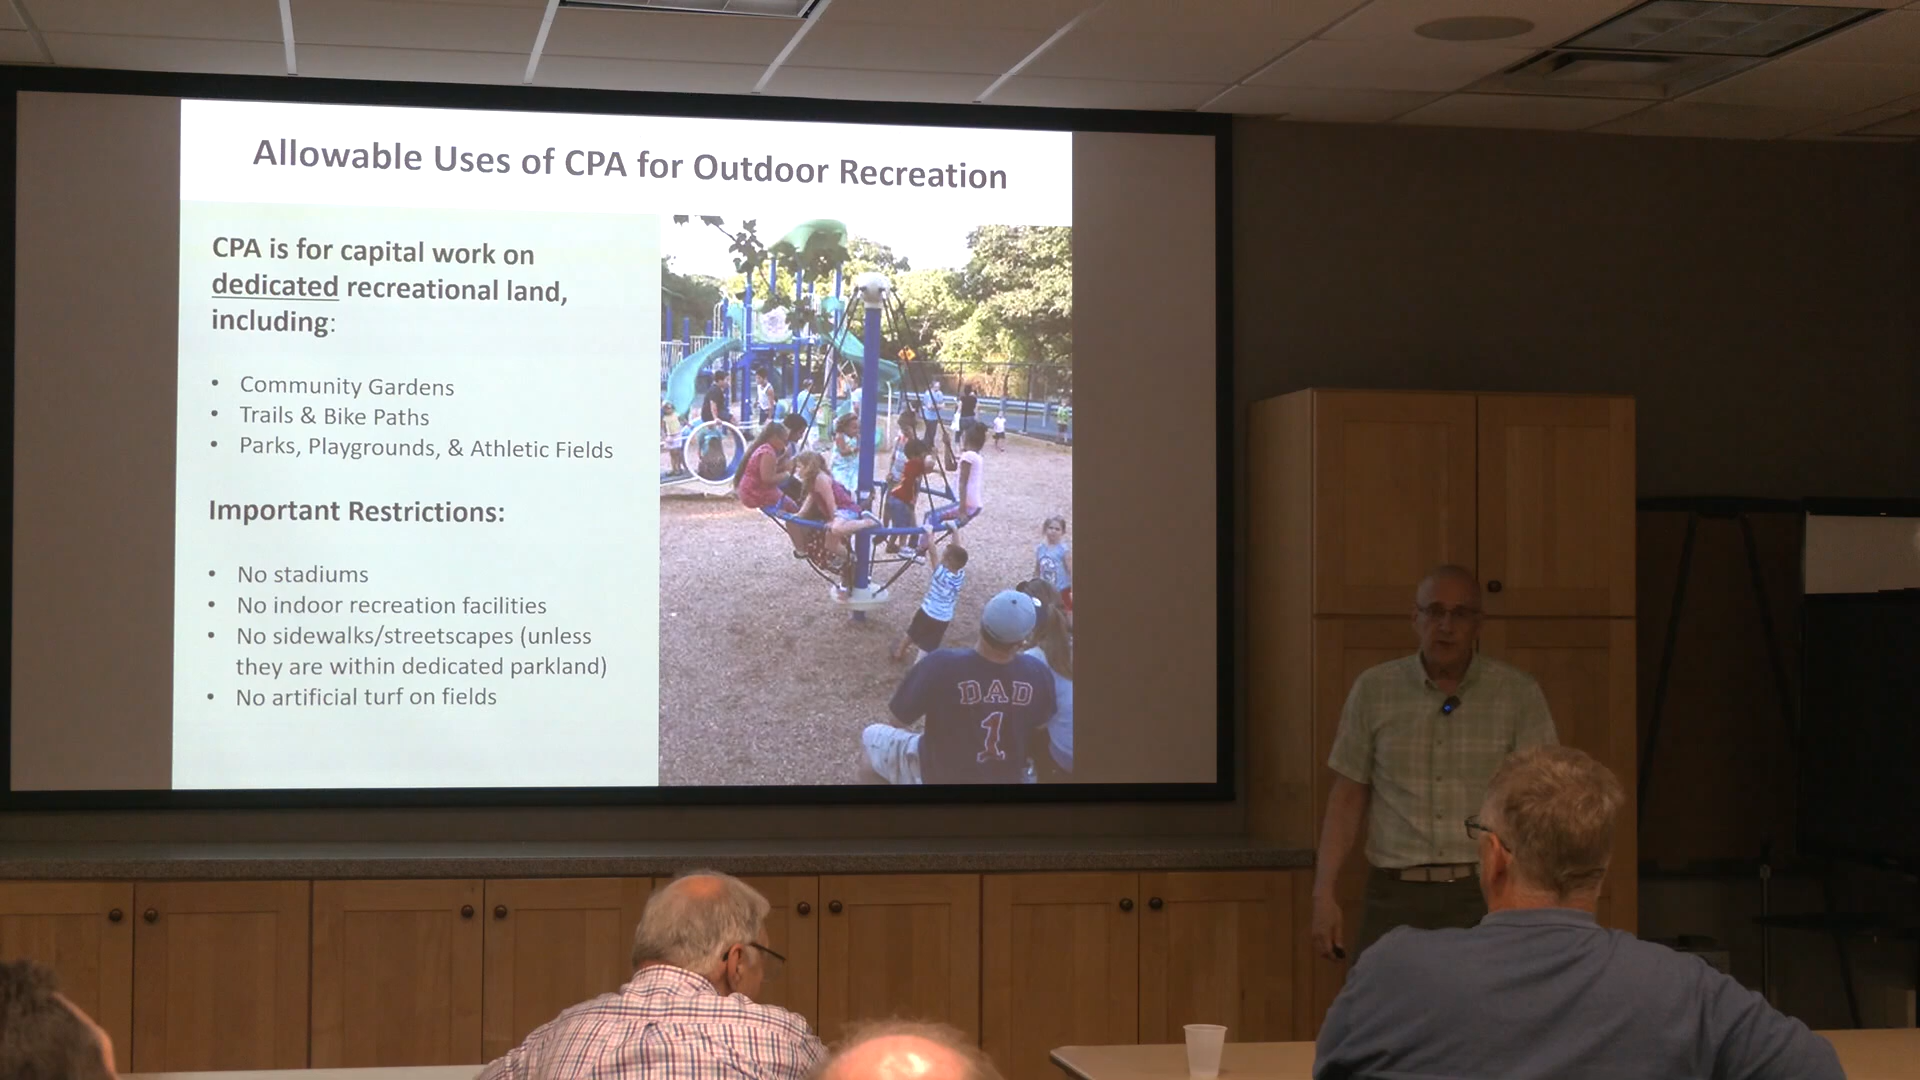 Allowable Uses of CPA for Outdoor Recreation
CPA is for capital work on
dedicated recreational land,
including:
• Community Gardens
• Trails & Bike Paths
• Parks, Playgrounds, & Athletic Fields
Important Restrictions:
• No stadiums
• No indoor recreation facilities
• No sidewalks/streetscapes (unless
they are within dedicated parkland)
• No artificial turf on fields
DAD
1